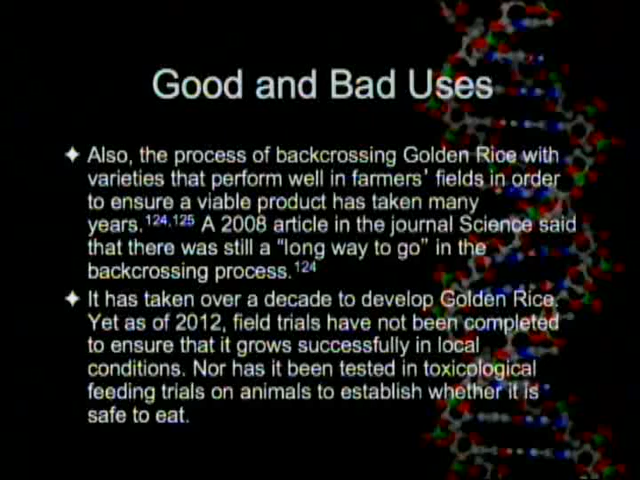 Good and Bad Uses
Also, the process of backcrossing Golden Rice with
varieties that perform well in farmers' fields in order
to ensure a viable product has taken many
years.124,125 A 2008 article in the journal Science said
that there was still a "long way to go" in the
backcrossing process.124
It has taken over a decade to develop Golden Rice.
Yet as of 2012, field trials have not been completed
to ensure that it grows successfully in local
conditions. Nor has it been tested in toxicological
feeding trials on animals to establish whether it is
safe to eat.